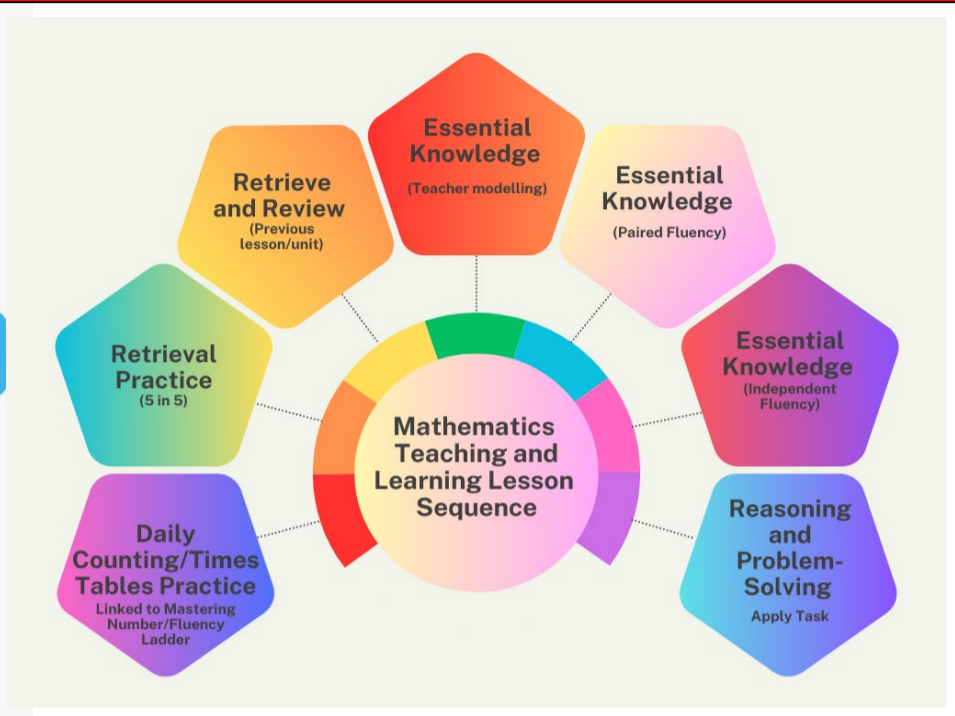 Essential
Knowledge
(Teacher modelling)
Retrieve
and Review
(Previous
lesson/unit)
Essential
Knowledge
(Paired Fluency)
Retrieval
Practice
(5 in 5)
Essential
Knowledge
(Independent
Fluency)
Mathematics
Teaching and
Learning Lesson
Sequence
Daily
Counting/Times
Tables Practice
Linked to Mastering
Number/Fluency
Ladder
Reasoning
and
Problem-
Solving
Apply Task